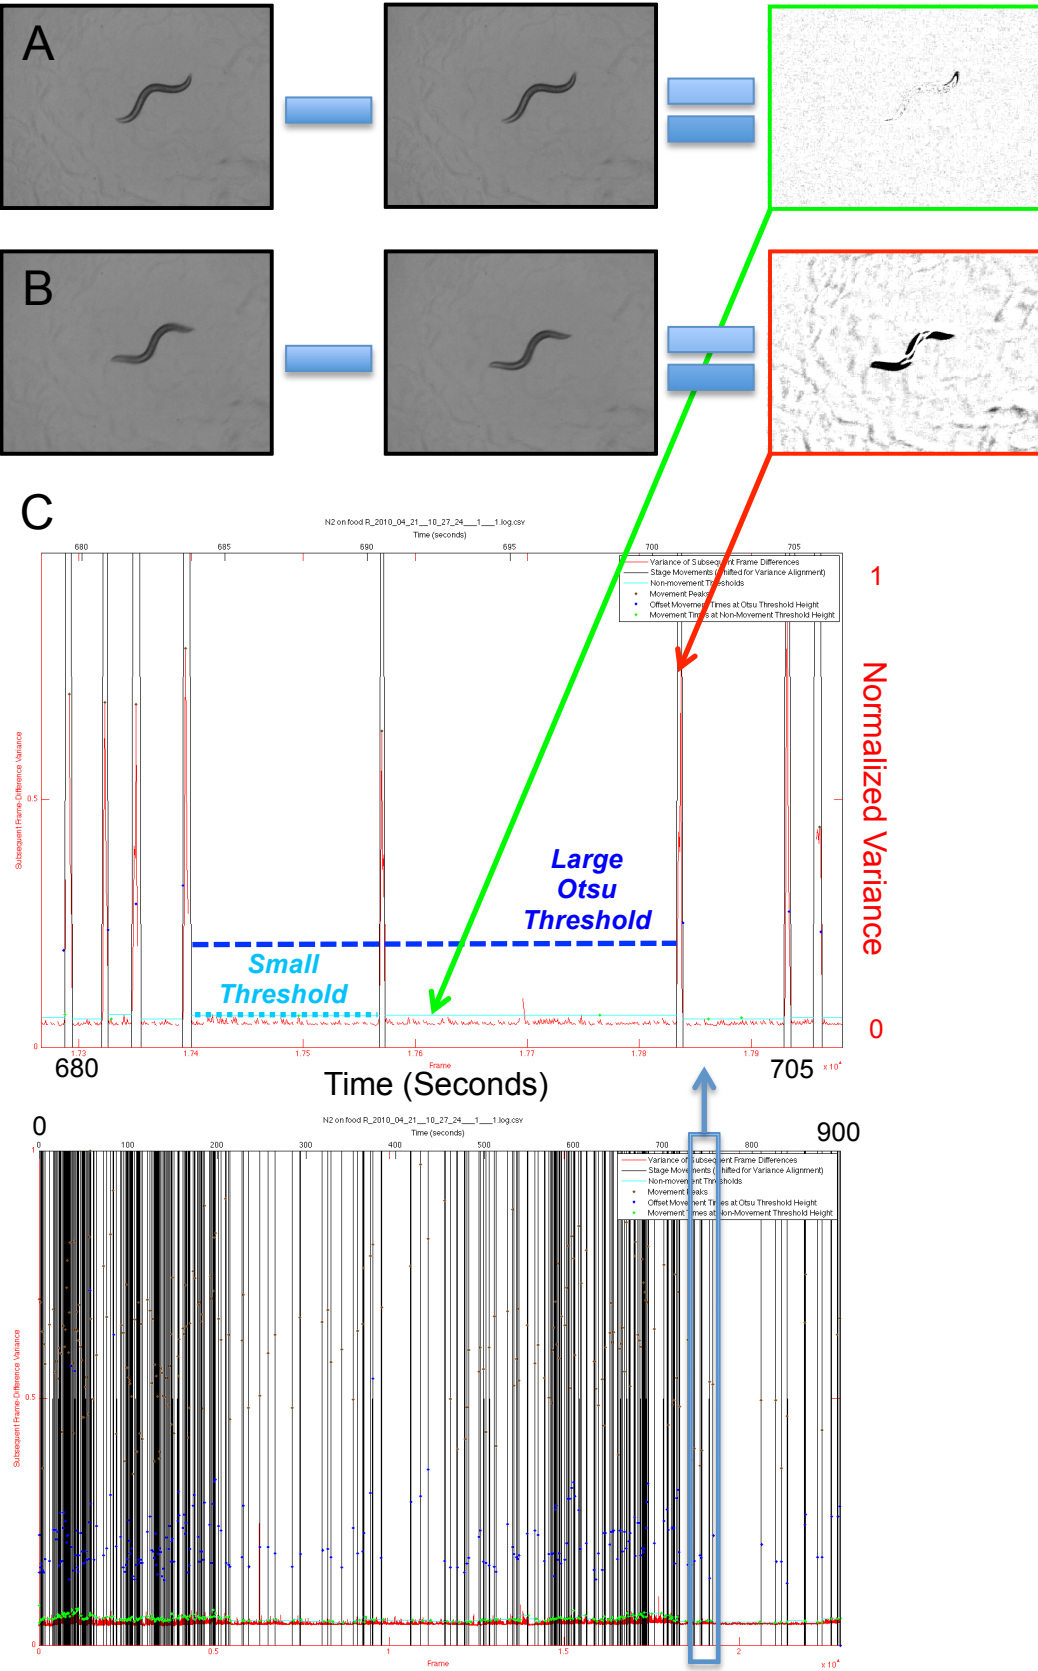 A
B
C
N2 on food R_2010_04_21__10_27_24___1___1.log.csv
Time (seconds)
680 685 690 695 700 705
Variance of Subsequent Frame Differences
Stage Movements (Shifted for Variance Alignment)
Non-movement Thresholds
Movement Peaks
Offset Movement Times at Otsu Threshold Height
Movement Times at Non-Movement Threshold Height
1
Normalized Variance
0
Subsequent Frame-Difference Variance
0.5
0
Large
Otsu
Threshold
Small
Threshold
1.73 1.74 1.75 1.76 1.77 1.78 1.79
Frame
x 10⁴
680
705
Time (Seconds)
0
900
N2 on food R_2010_04_21__10_27_24___1___1.log.csv
Time (seconds)
0 100 200 300 400 500 600 700 800
Variance of Subsequent Frame Differences
Stage Movements (Shifted for Variance Alignment)
Non-movement Thresholds
Movement Peaks
Offset Movement Times at Otsu Threshold Height
Movement Times at Non-Movement Threshold Height
Subsequent Frame-Difference Variance
1
0.5
0
0.5 1 1.5 2
Frame
x 10⁴